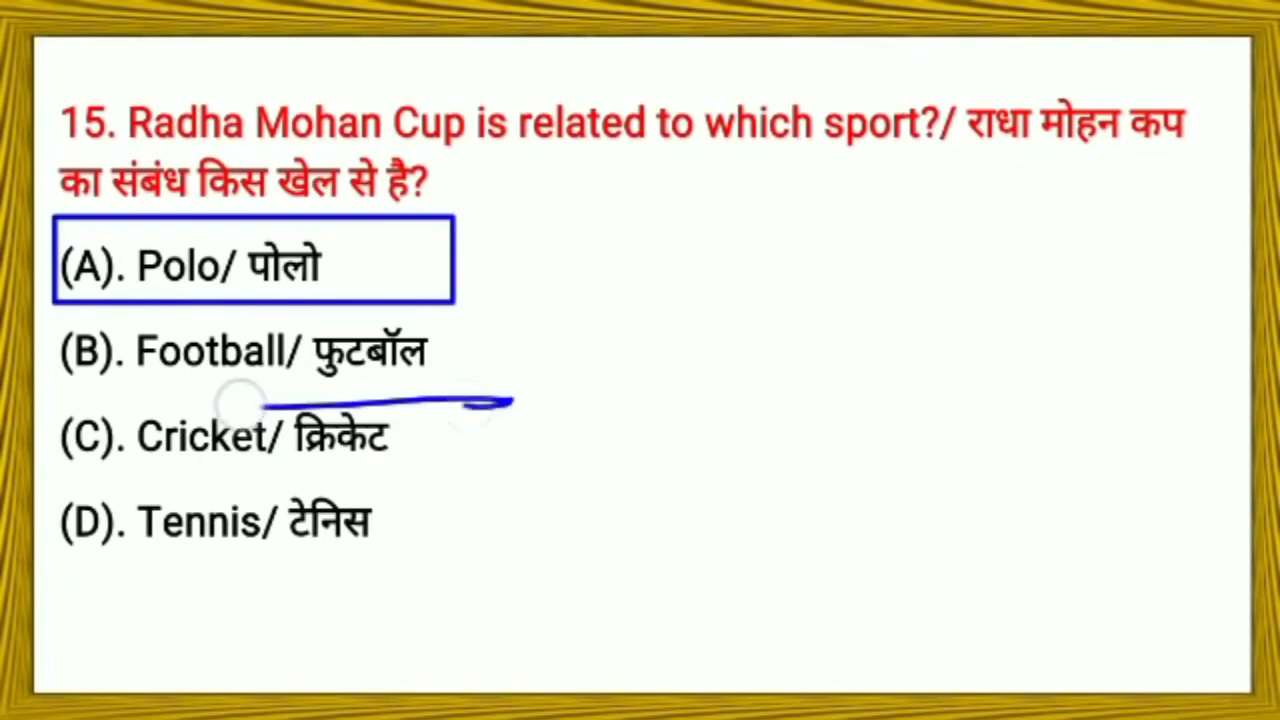 15. Radha Mohan Cup is related to which sport?/ राधा मोहन कप
का संबंध किस खेल से है?
(A). Polo/ पोलो
(B). Football/ फुटबॉल
(C). Cricket/ क्रिकेट
(D). Tennis/ टेनिस